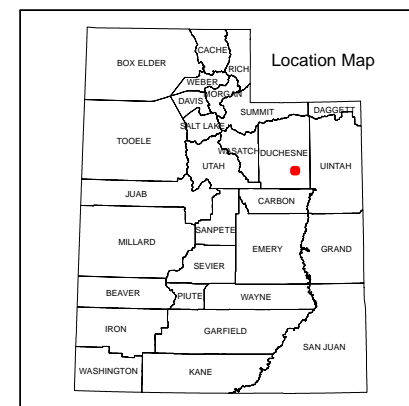 Location Map
CACHE
BOX ELDER
RICH
WEBER
MORGAN
DAVIS
SUMMIT
DAGGETT
SALT LAKE
TOOELE
WASATCH
DUCHESNE
UTAH
UINTAH
JUAB
CARBON
SANPETE
MILLARD
EMERY
GRAND
SEVIER
BEAVER
PIUTE
WAYNE
IRON
GARFIELD
SAN JUAN
WASHINGTON
KANE